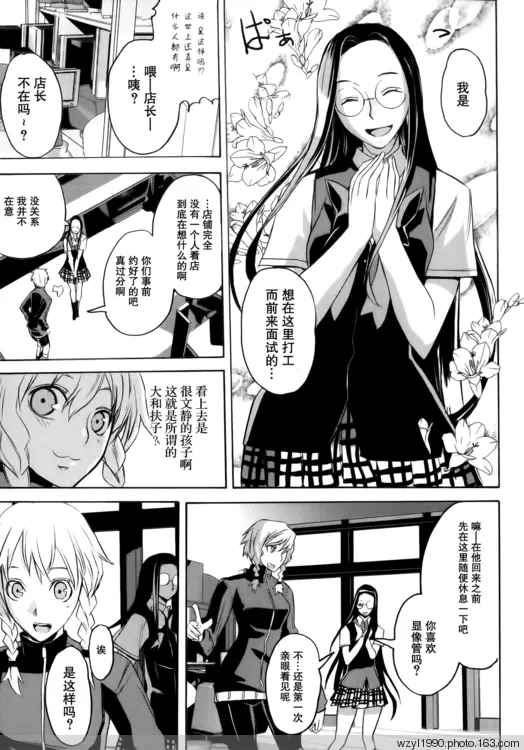 ぱぁ
我是
想在这里打工
而前来面试的…
谁
是这样吗!?
这世上还真是
什么人
都有啊
喂—店长—
…咦?
店长
不在吗~?
…店铺完全
没有一个人看店
到底在想什么的啊
你们事前
约好了的吧
真过分啊
没关系
我并不
在意
看上去是
很文静的孩子啊
这就是所谓的
大和抚子?
嘛—在他回来之前
先在这里随便休息一下吧
你喜欢
显像管吗?
不…还是第一次
亲眼看见呢
诶
是这样吗?
wzyl1990.photo.163.com